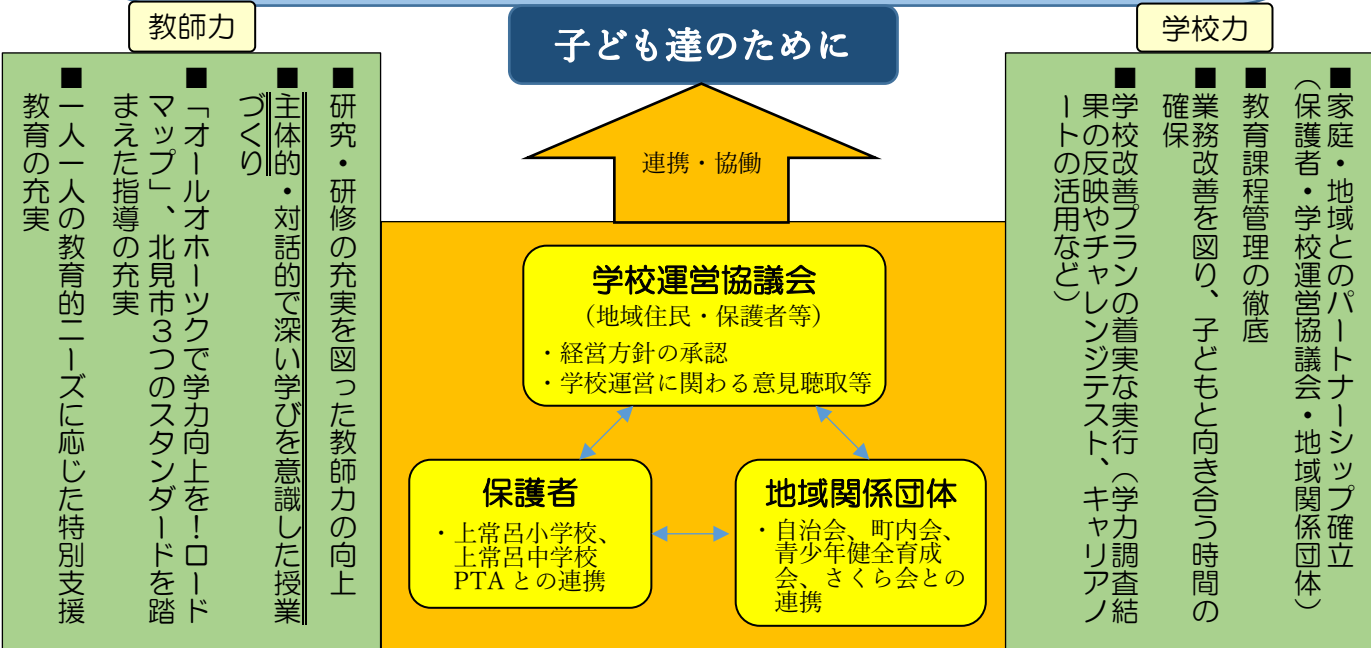 教師力
■研究・研修の充実を図った教師力の向上
■主体的・対話的で深い学びを意識した授業
づくり
■「オールオホーツクで学力向上を！ロード
マップ」、北見市３つのスタンダードを踏
まえた指導の充実
■一人一人の教育的ニーズに応じた特別支援
教育の充実
子ども達のために
連携・協働
学校運営協議会
（地域住民・保護者等）
・経営方針の承認
・学校運営に関わる意見聴取等
保護者
・上常呂小学校、
上常呂中学校
PTA との連携
地域関係団体
・自治会、町内会、
青少年健全育成
会、さくら会との
連携
学校力
■家庭・地域とのパートナーシップ確立
（保護者・学校運営協議会・地域関係団体）
■教育課程管理の徹底
■業務改善を図り、子どもと向き合う時間の
確保
■学校改善プランの着実な実行（学力調査結
果の反映やチャレンジテスト、キャリアノ
ートの活用など）